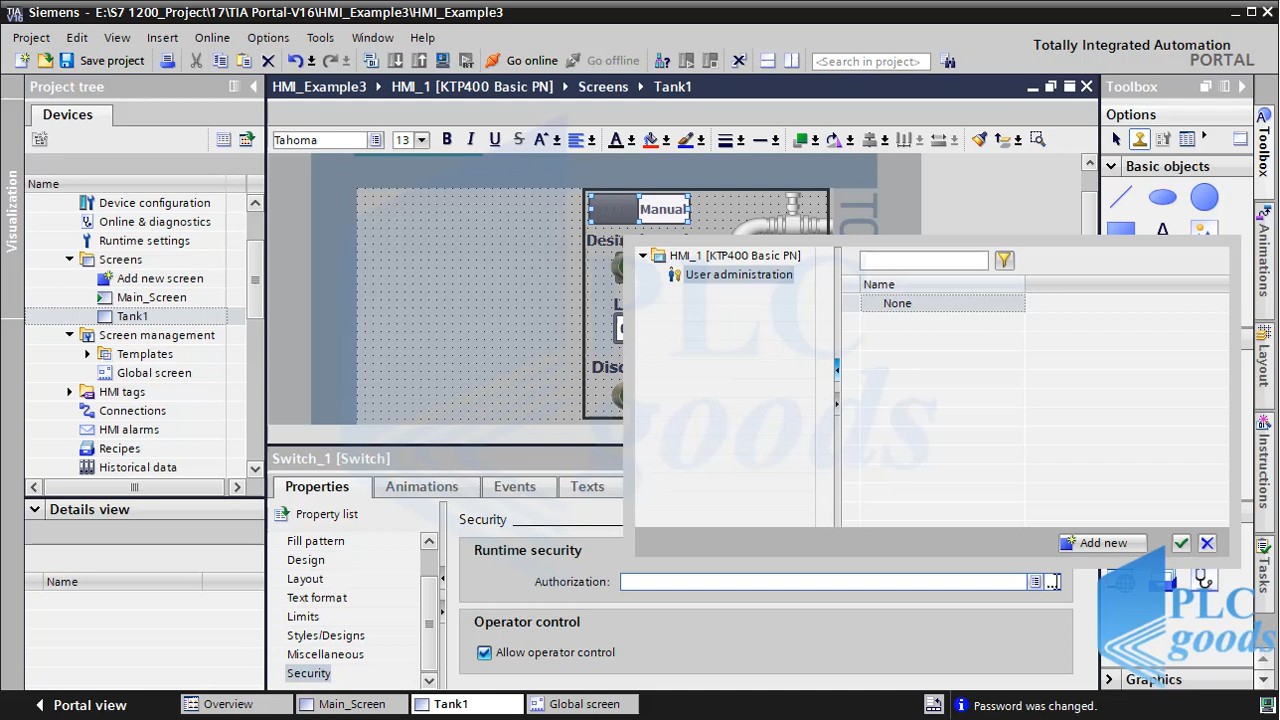 TIA
V16
Siemens - E:\S7 1200_Project\17\TIA Portal-V16\HMI_Example3\HMI_Example3
Project Edit View Insert Online Options Tools Window Help
Totally Integrated Automation
PORTAL
Save project
Go online
Go offline
<Search in project>
Project tree
HMI_Example3 HMI_1 [KTP400 Basic PN] Screens Tank1
Toolbox
Devices
Options
Tahoma
13
B I U S A A
Basic objects
Name
Device configuration
Online & diagnostics
Runtime settings
Screens
Add new screen
Main_Screen
Tank1
Screen management
Templates
Global screen
HMI tags
Connections
HMI alarms
Recipes
Historical data
Visualization
Manual
Desi
L
Disc
TO
A
HMI_1 [KTP400 Basic PN]
User administration
Name
None
Add new
Details view
Name
Switch_1 [Switch]
Properties Animations Events Texts
Property list
Fill pattern
Design
Layout
Text format
Limits
Styles/Designs
Miscellaneous
Security
Security
Runtime security
Authorization:
...
Operator control
Allow operator control
Toolbox
Animations
Layout
Instructions
Tasks
Graphics
PLC
goods
PLC
goods
Portal view
Overview
Main_Screen
Tank1
Global screen
Password was changed.